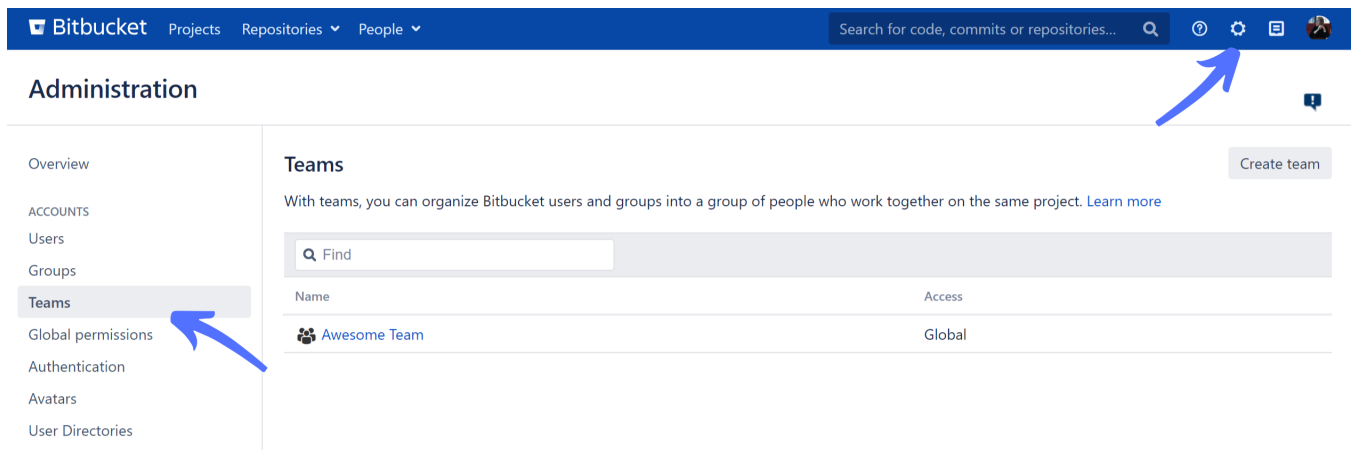 Bitbucket Projects Repositories People Search for code, commits or repositories...
Administration
Overview
ACCOUNTS
Users
Groups
Teams
Global permissions
Authentication
Avatars
User Directories
Teams
Create team
With teams, you can organize Bitbucket users and groups into a group of people who work together on the same project. Learn more
Find
Name Access
Awesome Team Global